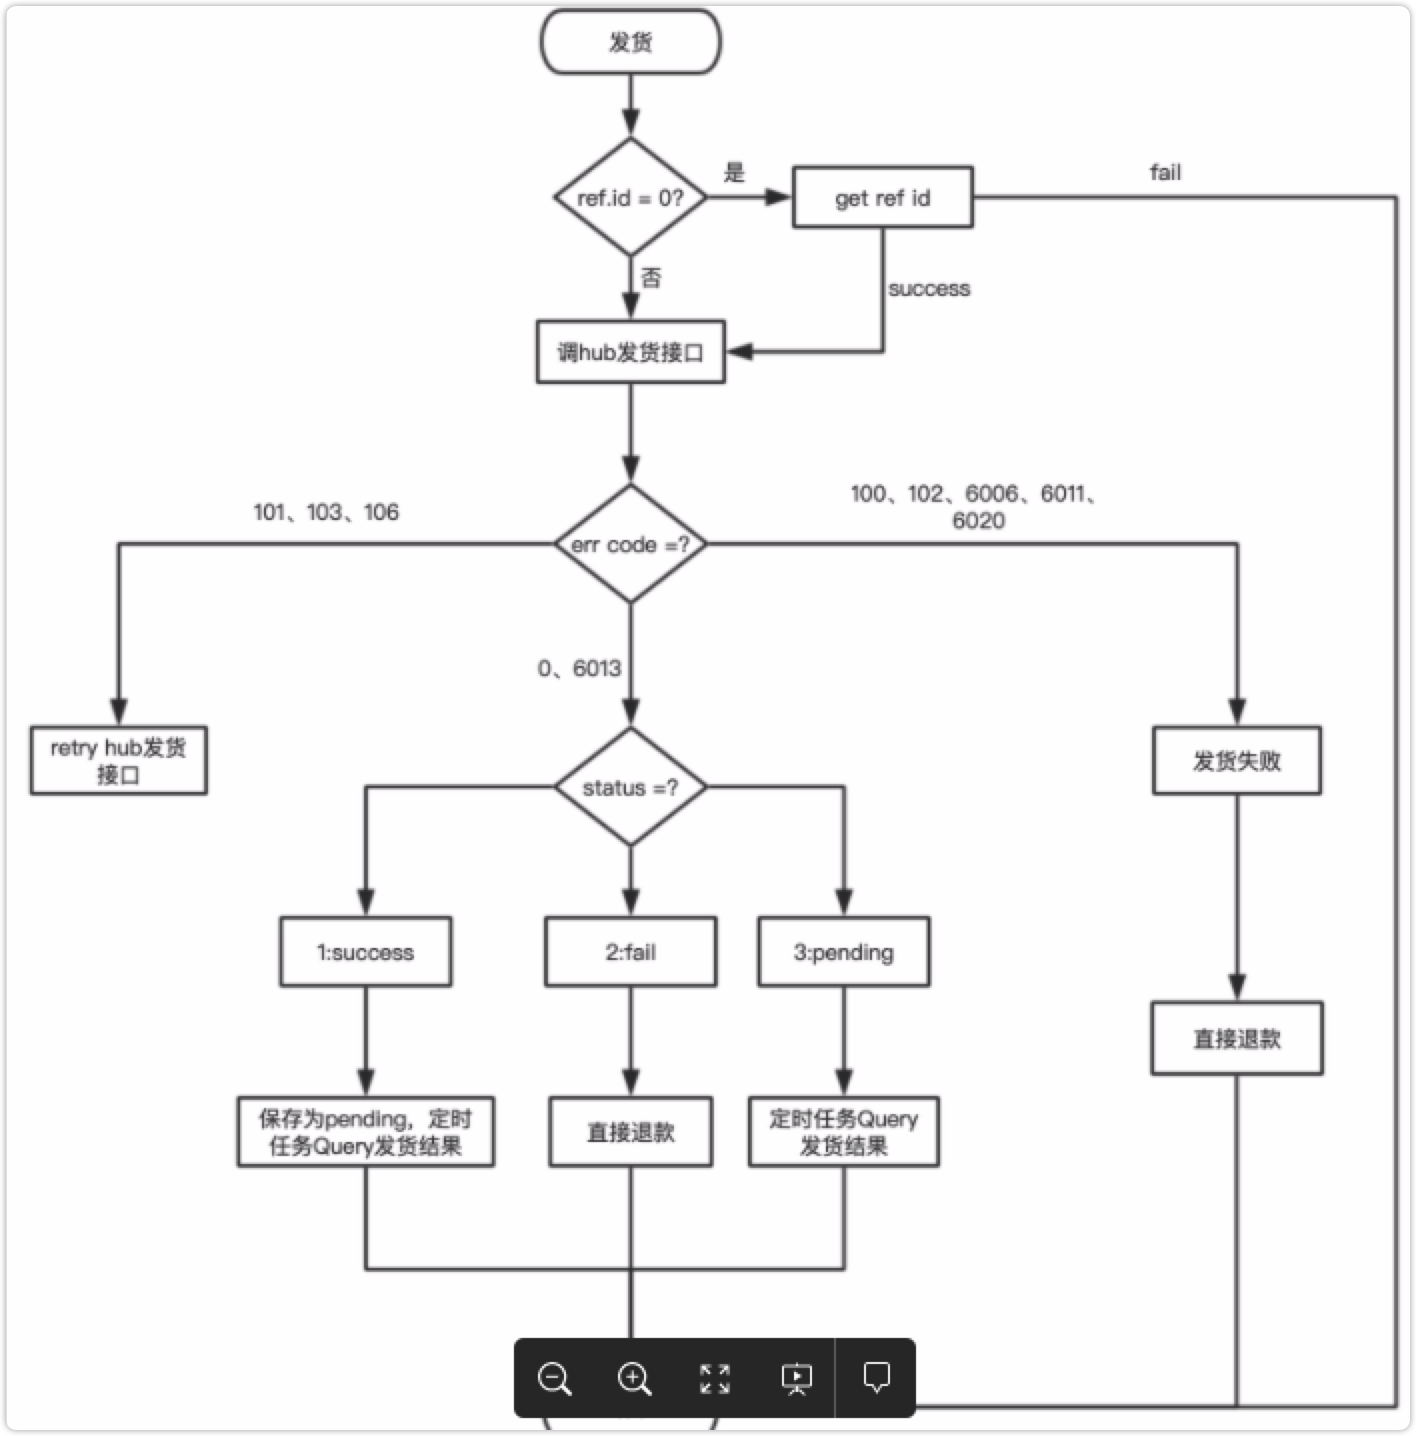 发货
ref.id = 0?
是
get ref id
fail
否
success
调hub发货接口
101、103、106
err code =?
100、102、6006、6011、
6020
0、6013
retry hub发货
接口
status =?
发货失败
1:success
2:fail
3:pending
直接退款
保存为pending，定时
任务Query发货结果
直接退款
定时任务Query
发货结果